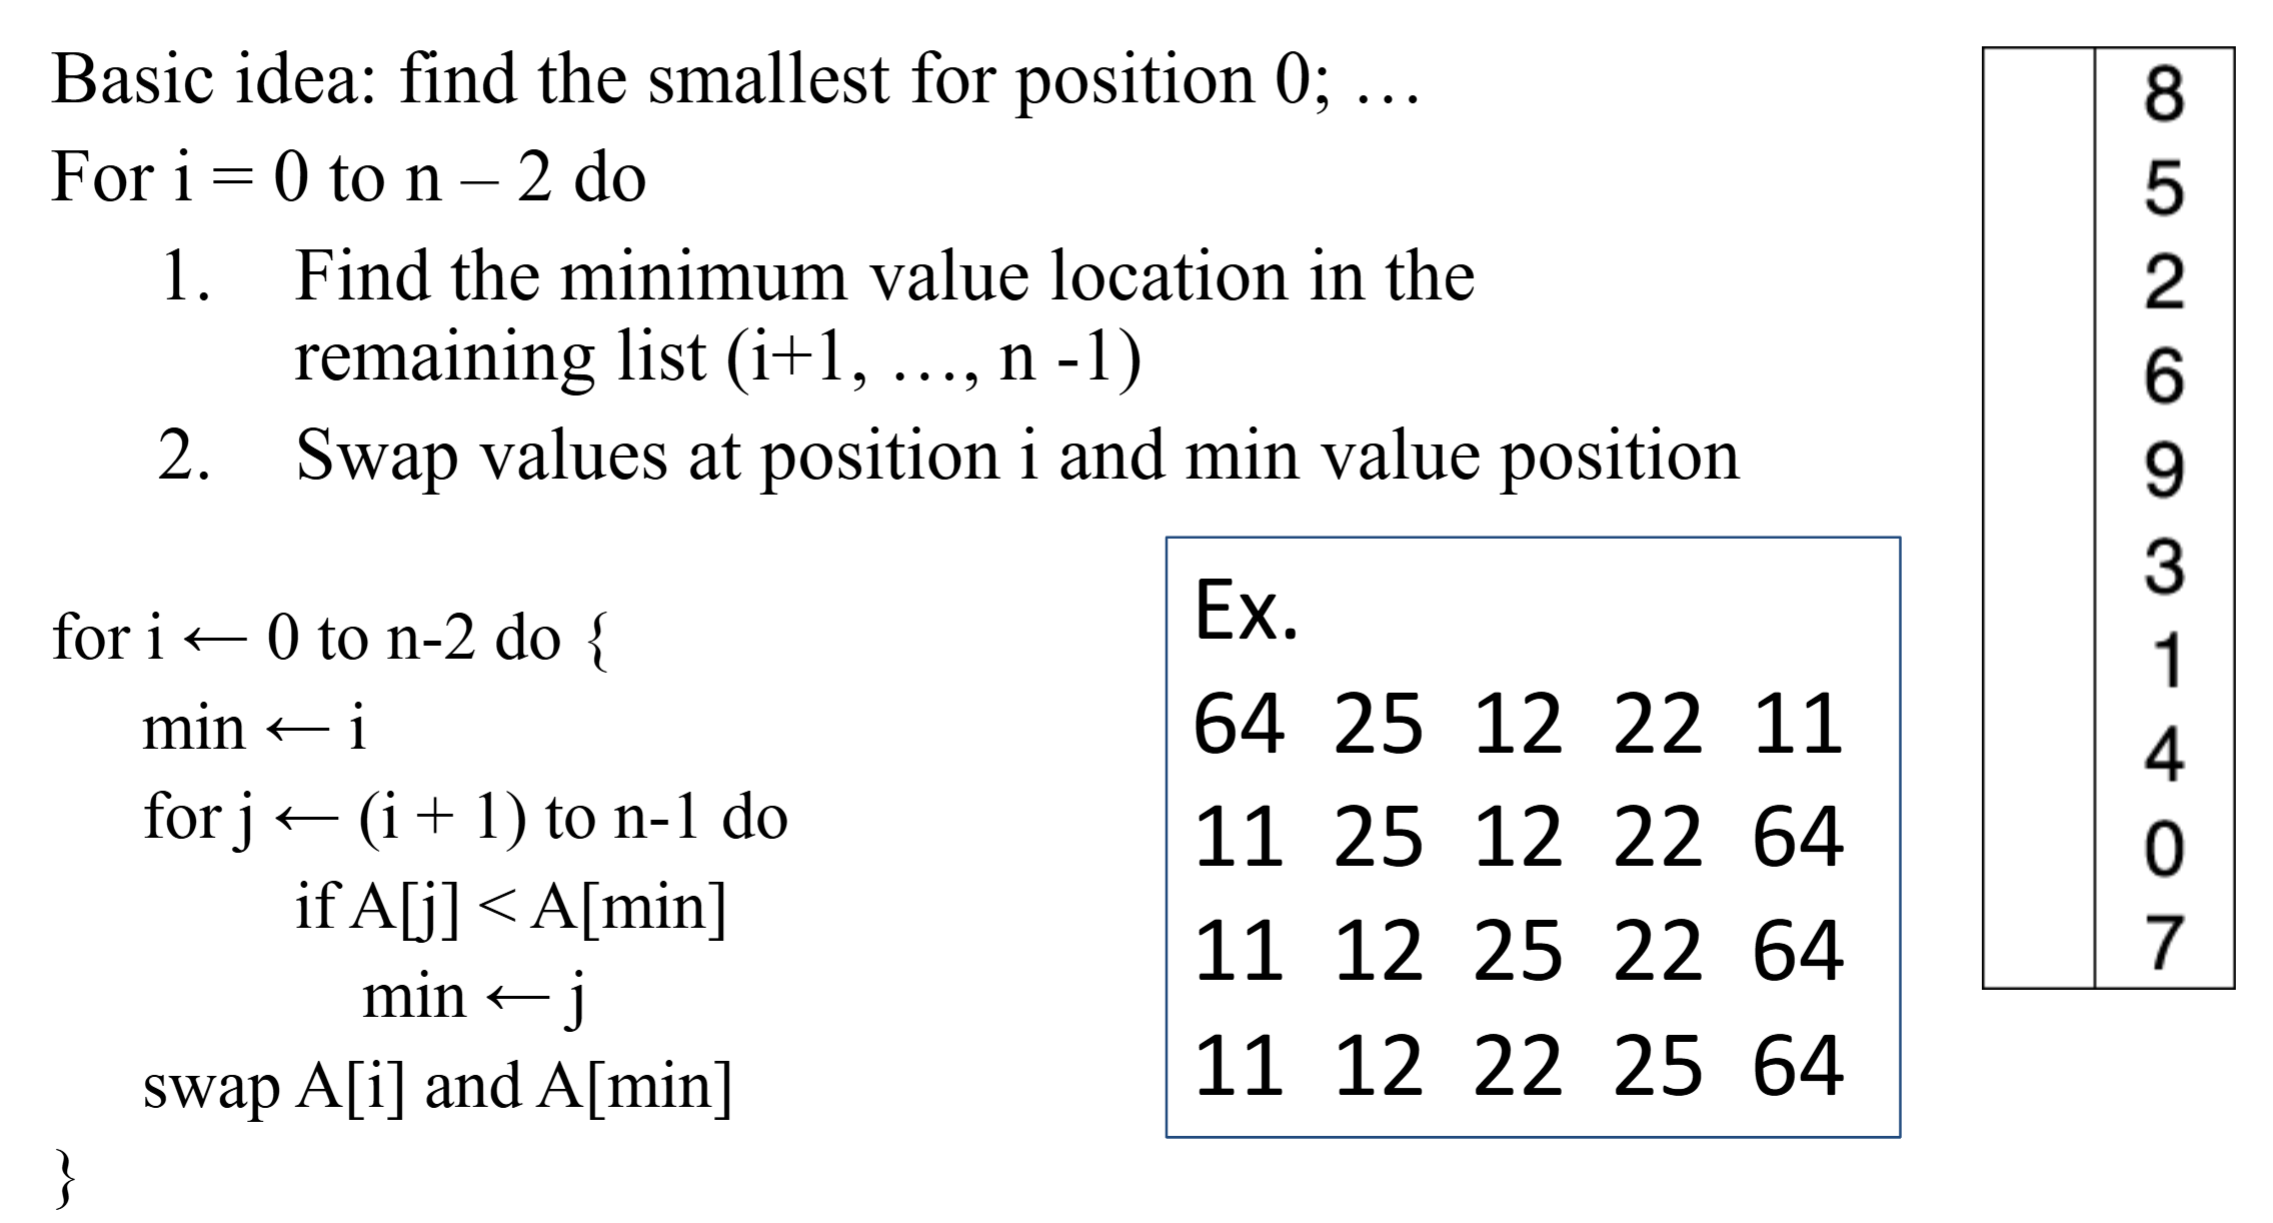 Basic idea: find the smallest for position 0; …
For i = 0 to n – 2 do
1. Find the minimum value location in the
remaining list (i+1, …, n -1)
2. Swap values at position i and min value position
for i ← 0 to n-2 do {
min ← i
for j ← (i + 1) to n-1 do
if A[j] < A[min]
min ← j
swap A[i] and A[min]
}
Ex.
64 25 12 22 11
11 25 12 22 64
11 12 25 22 64
11 12 22 25 64
8
5
2
6
9
3
1
4
0
7